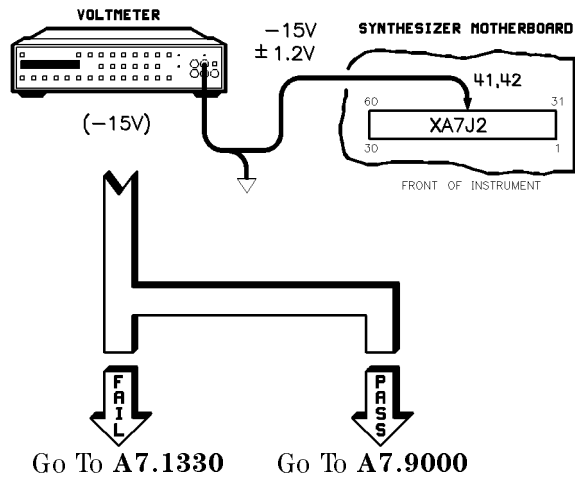 VOLTMETER
−15V
± 1.2V
SYNTHESIZER MOTHERBOARD
41,42
60 31
XA7J2
30 1
(−15V)
FRONT OF INSTRUMENT
FAIL PASS
Go To A7.1330 Go To A7.9000